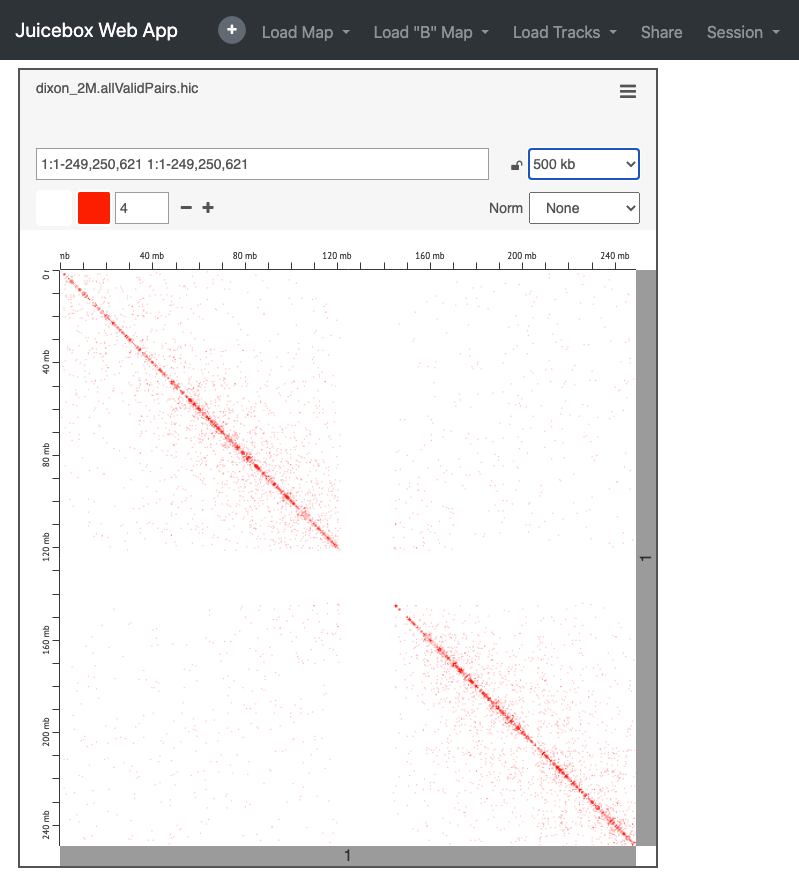 Juicebox Web App + Load Map Load "B" Map Load Tracks Share Session
dixon_2M.allValidPairs.hic
1:1-249,250,621 1:1-249,250,621 500 kb
4 Norm None
mb 40 mb 80 mb 120 mb 160 mb 200 mb 240 mb
0
40 mb
80 mb
120 mb
160 mb
200 mb
240 mb
1
1